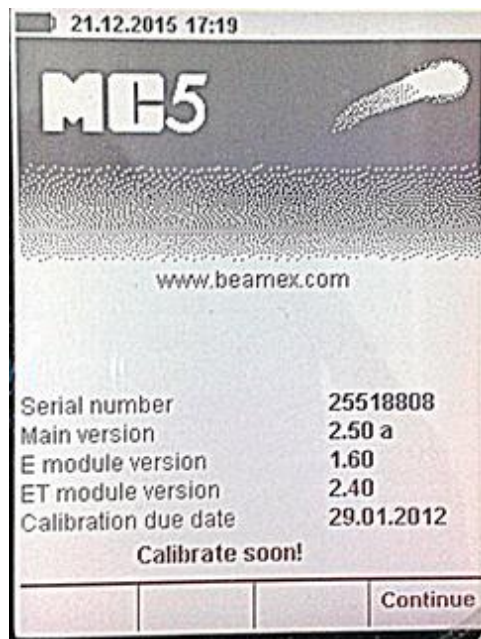 21.12.2015 17:19
MC5
www.beamex.com
Serial number 25518808
Main version 2.50 a
E module version 1.60
ET module version 2.40
Calibration due date 29.01.2012
Calibrate soon!
Continue